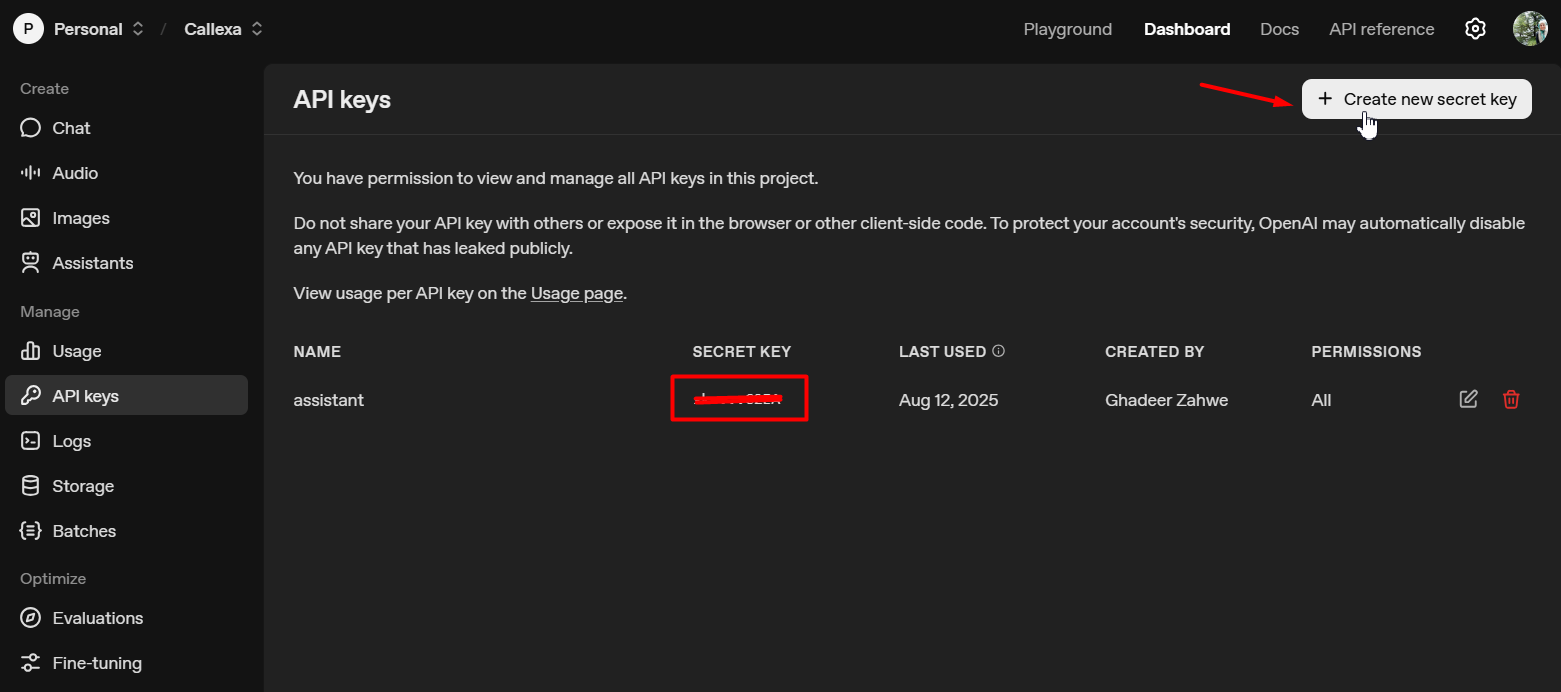 P Personal / Callexa
Playground Dashboard Docs API reference
Create
Chat
Audio
Images
Assistants
Manage
Usage
API keys
Logs
Storage
Batches
Optimize
Evaluations
Fine-tuning
API keys
+ Create new secret key
You have permission to view and manage all API keys in this project.
Do not share your API key with others or expose it in the browser or other client-side code. To protect your account's security, OpenAI may automatically disable
any API key that has leaked publicly.
View usage per API key on the Usage page.
NAME SECRET KEY LAST USED CREATED BY PERMISSIONS
assistant Aug 12, 2025 Ghadeer Zahwe All